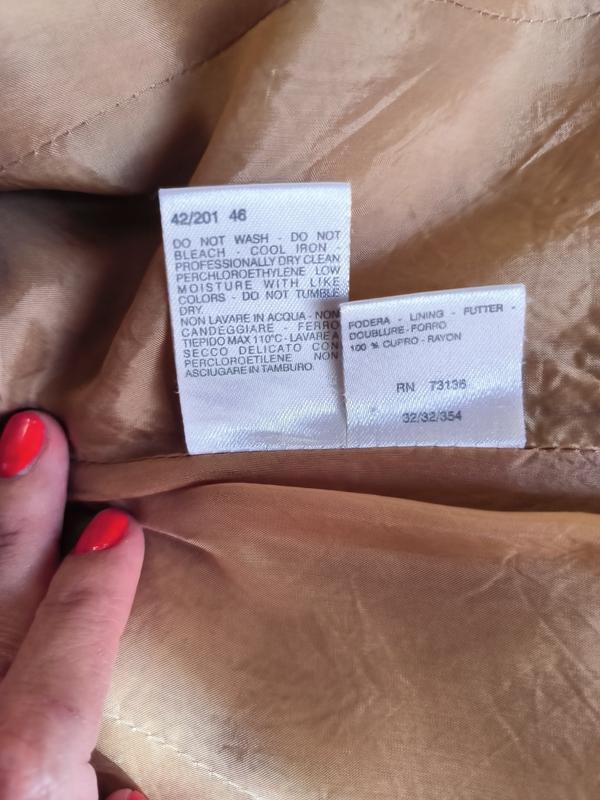 42/201 46
DO NOT WASH - DO NOT
BLEACH - COOL IRON -
PROFESSIONALLY DRY CLEAN
PERCHLOROETHYLENE LOW
MOISTURE WITH LIKE
COLORS - DO NOT TUMBLE
DRY.
NON LAVARE IN ACQUA - NON
CANDEGGIARE - FERRO
TIEPIDO MAX 110°C - LAVARE A
SECCO DELICATO CON
PERCLOROETILENE NON
ASCIUGARE IN TAMBURO.
FODERA - LINING - FUTTER -
DOUBLURE - FORRO
100 % CUPRO - RAYON
RN 73136
32/32/354